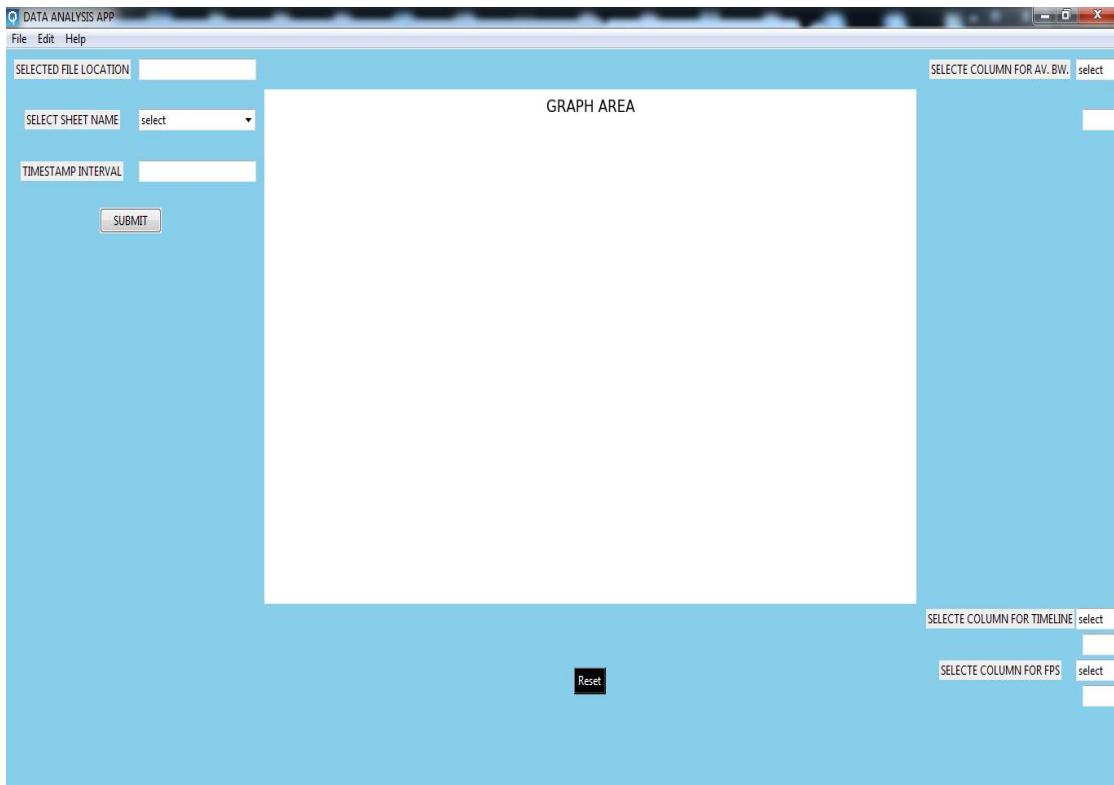 DATA ANALYSIS APP
File Edit Help
SELECTED FILE LOCATION
SELECTE COLUMN FOR AV. BW. select
GRAPH AREA
SELECT SHEET NAME select
TIMESTAMP INTERVAL
SUBMIT
SELECTE COLUMN FOR TIMELINE select
SELECTE COLUMN FOR FPS select
Reset